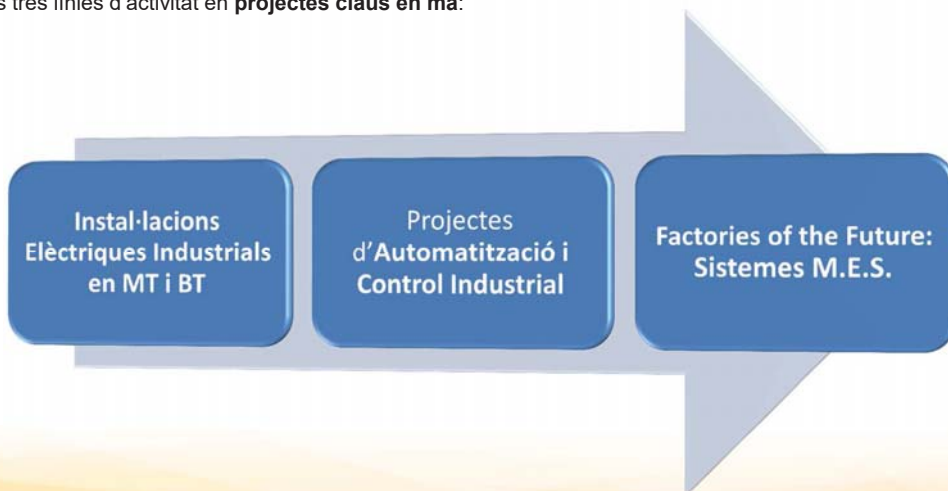 tres línies d'activitat en projectes claus en mà:
Instal·lacions
Elèctriques Industrials
en MT i BT
Projectes
d'Automatització i
Control Industrial
Factories of the Future:
Sistemes M.E.S.